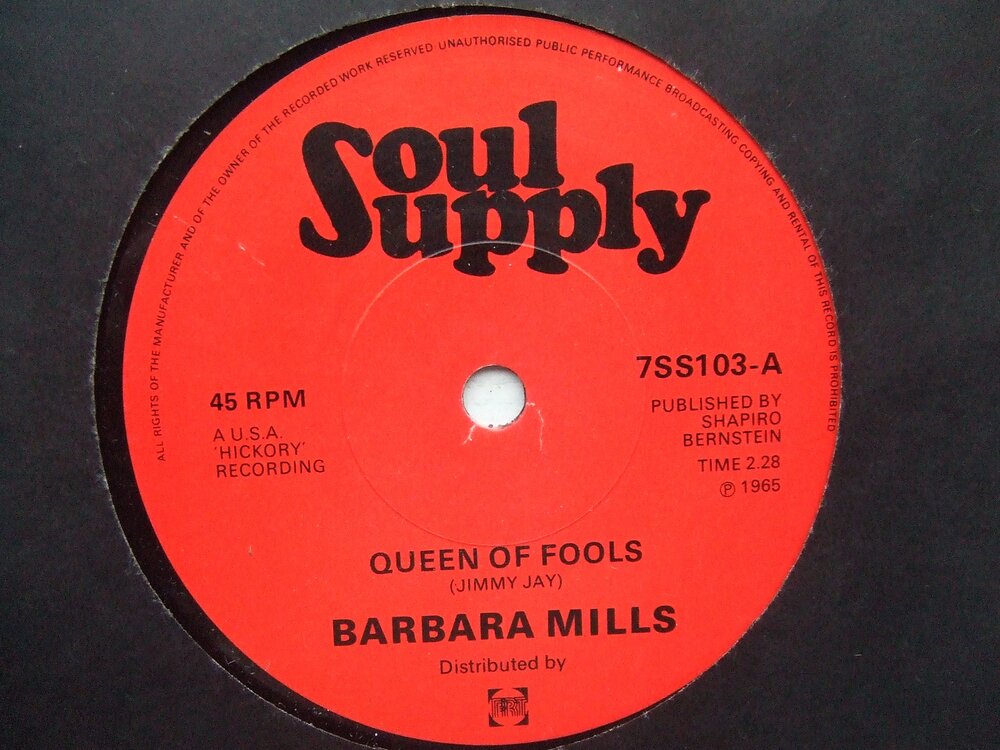 ALL RIGHTS OF THE MANUFACTURER AND OF THE OWNER OF THE RECORDED WORK RESERVED UNAUTHORISED PUBLIC PERFORMANCE BROADCASTING COPYING AND RENTAL OF THIS RECORD IS PROHIBITED
Soul
Supply
45 RPM
A U.S.A.
'HICKORY'
RECORDING
7SS103-A
PUBLISHED BY
SHAPIRO
BERNSTEIN
TIME 2.28
℗ 1965
QUEEN OF FOOLS
(JIMMY JAY)
BARBARA MILLS
Distributed by
PRT